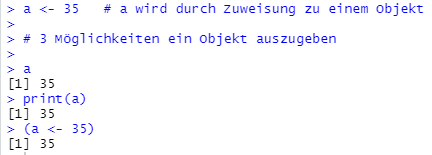 > a <- 35   # a wird durch Zuweisung zu einem Objekt
>
> # 3 Möglichkeiten ein Objekt auszugeben
>
> a
[1] 35
> print(a)
[1] 35
> (a <- 35)
[1] 35